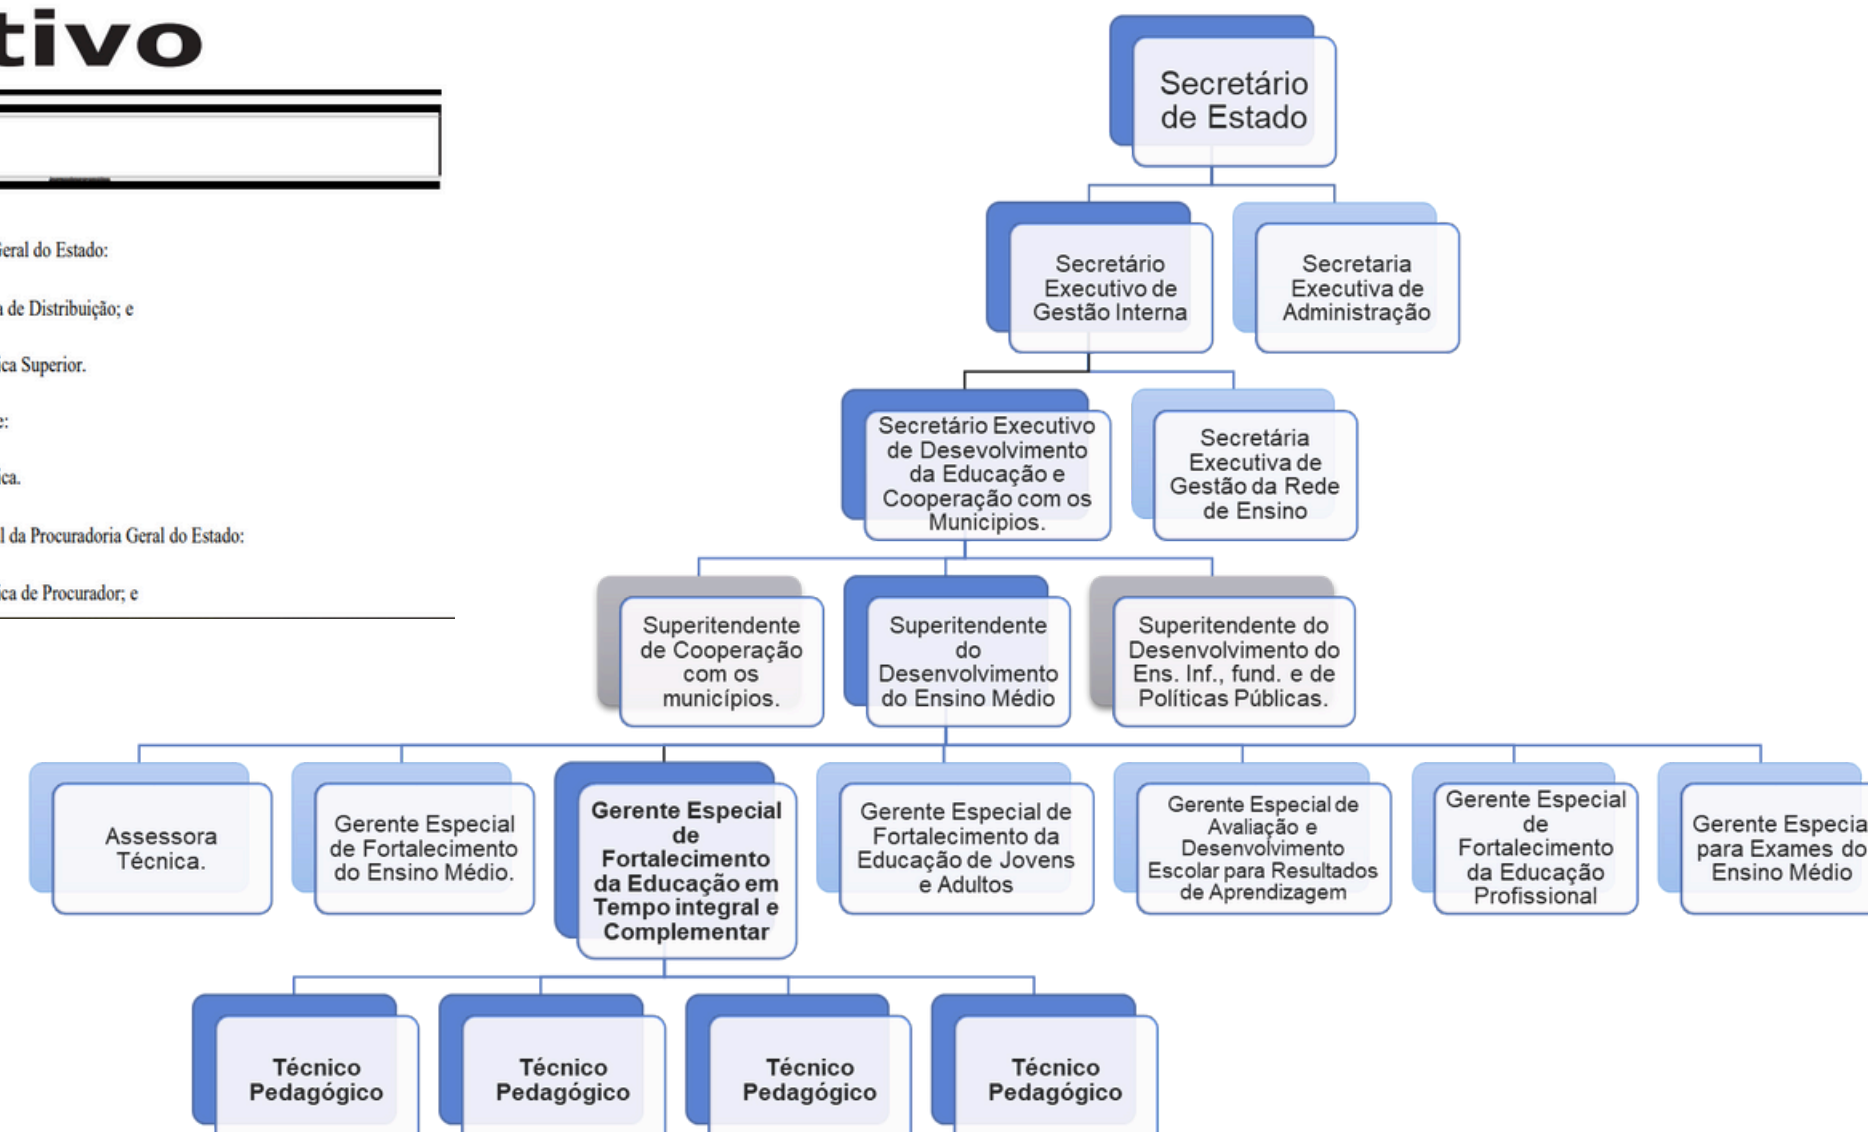 tivo
Geral do Estado:
a de Distribuição; e
ica Superior.
e:
ica.
l da Procuradoria Geral do Estado:
ica de Procurador; e
Secretário
de Estado
Secretário
Executivo de
Gestão Interna
Secretaria
Executiva de
Administração
Secretário Executivo
de Desevolvimento
da Educação e
Cooperação com os
Municipios.
Secretária
Executiva de
Gestão da Rede
de Ensino
Superitendente
de Cooperação
com os
municípios.
Superitendente
do
Desenvolvimento
do Ensino Médio
Superitendente do
Desenvolvimento do
Ens. Inf., fund. e de
Políticas Públicas.
Assessora
Técnica.
Gerente Especial
de Fortalecimento
do Ensino Médio.
Gerente Especial
de
Fortalecimento
da Educação em
Tempo integral e
Complementar
Gerente Especial de
Fortalecimento da
Educação de Jovens
e Adultos
Gerente Especial de
Avaliação e
Desenvolvimento
Escolar para Resultados
de Aprendizagem
Gerente Especial
de
Fortalecimento
da Educação
Profissional
Gerente Especia
para Exames do
Ensino Médio
Técnico
Pedagógico
Técnico
Pedagógico
Técnico
Pedagógico
Técnico
Pedagógico